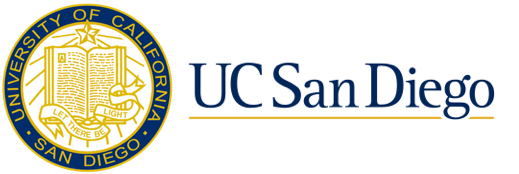 UNIVERSITY OF CALIFORNIA
SAN DIEGO
A
LET THERE BE
LIGHT
UC San Diego